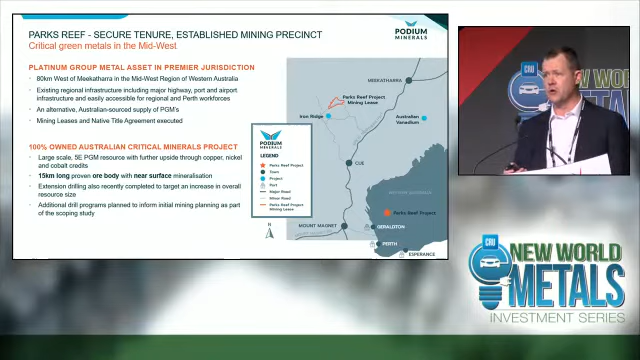 PARKS REEF - SECURE TENURE, ESTABLISHED MINING PRECINCT
Critical green metals in the Mid-West
PODIUM
MINERALS
PLATINUM GROUP METAL ASSET IN PREMIER JURISDICTION
- 80km West of Meekatharra in the Mid-West Region of Western Australia
- Existing regional infrastructure including major highway, port and airport
infrastructure and easily accessible for regional and Perth workforces
- An alternative, Australian-sourced supply of PGM's
- Mining Leases and Native Title Agreement executed
100% OWNED AUSTRALIAN CRITICAL MINERALS PROJECT
- Large scale, 5E PGM resource with further upside through copper, nickel
and cobalt credits
- 15km long proven ore body with near surface mineralisation
- Extension drilling also recently completed to target an increase in overall
resource size
- Additional drill programs planned to inform initial mining planning as part
of the scoping study
MEEKATHARRA
Parks Reef Project
Mining Lease
Iron Ridge
Australian
Vanadium
CUE
PODIUM
MINERALS
LEGEND
Parks Reef Project
Town
Project
Port
Major Road
Minor Road
Parks Reef Project
Mining Lease
N
Parks Reef Project
MOUNT MAGNET
GERALDTON
PERTH
ESPERANCE
CRU
NEW WORLD
CRU
NEW WORLD
METALS
INVESTMENT SERIES